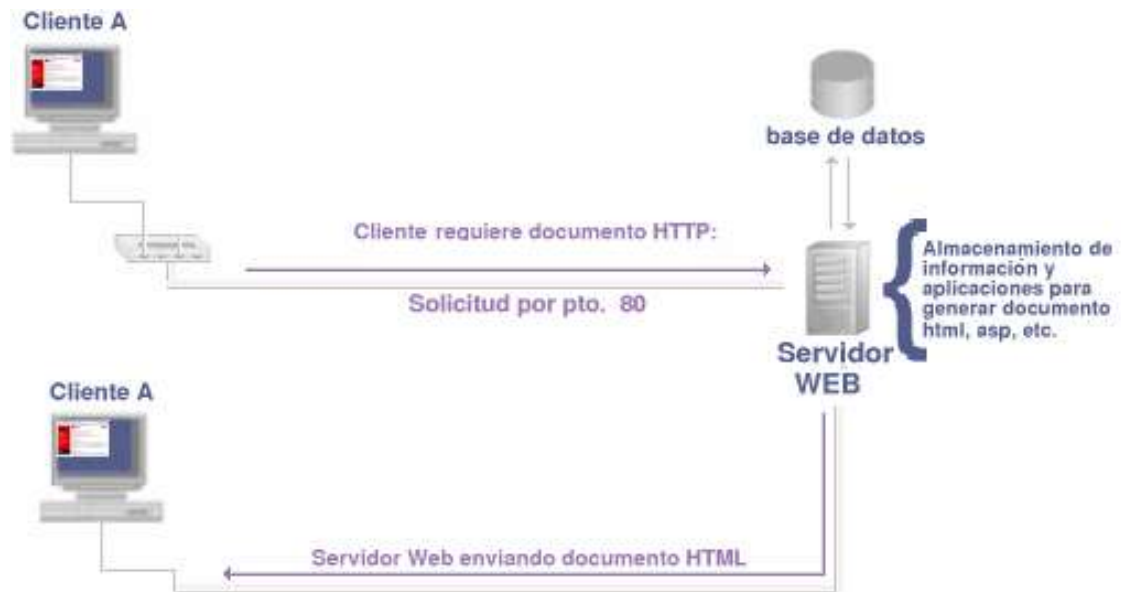 Cliente A
base de datos
Cliente requiere documento HTTP:
Solicitud por pto. 80
Almacenamiento de
información y
aplicaciones para
generar documento
html, asp, etc.
Servidor
WEB
Cliente A
Servidor Web enviando documento HTML